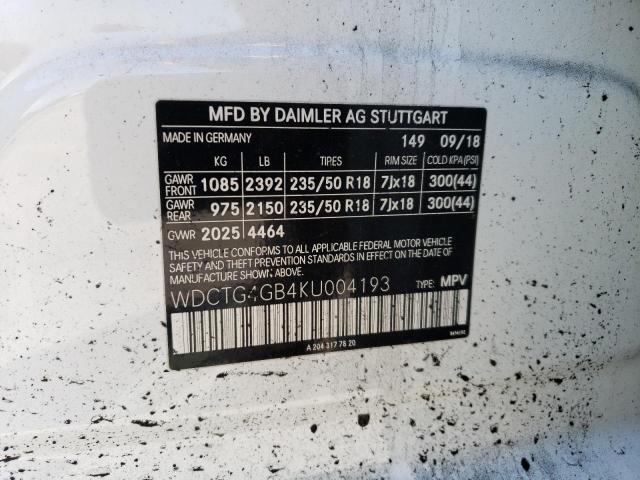 MFD BY DAIMLER AG STUTTGART
MADE IN GERMANY 149 09/18
KG LB TIPES RIM SIZE COLD KPA(PSI)
GAWR FRONT 1085 2392 235/50 R18 7Jx18 300(44)
GAWR REAR 975 2150 235/50 R18 7Jx18 300(44)
GVWR 2025 4464
THIS VEHICLE CONFORMS TO ALL APPLICABLE FEDERAL MOTOR VEHICLE
SAFETY AND THEFT PREVENTION STANDARDS IN EFFECT ON THE DATE OF
MANUFACTURE SHOWN ABOVE.
WDCTG4GB4KU004193 TYPE: MPV
A 204 317 78 20